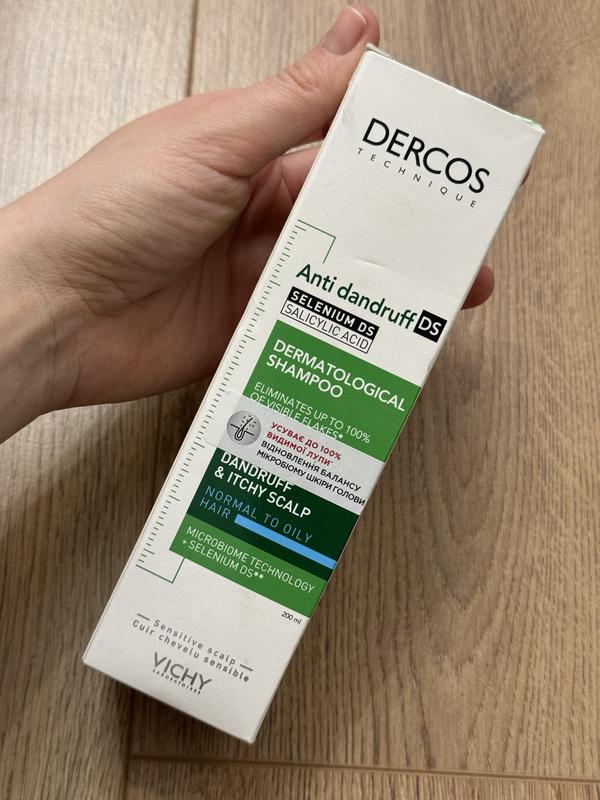 DERCOS
TECHNIQUE
Anti dandruff DS
SELENIUM DS
SALICYLIC ACID
DERMATOLOGICAL
SHAMPOO
ELIMINATES UP TO 100%
OF VISIBLE FLAKES*
УСУВАЄ ДО 100%
ВИДИМОЇ ЛУПИ*
ВІДНОВЛЕННЯ БАЛАНСУ
МІКРОБІОМУ ШКІРИ ГОЛОВИ
DANDRUFF
& ITCHY SCALP
NORMAL TO OILY
HAIR
MICROBIOME TECHNOLOGY
+ SELENIUM DS**
200 ml
Sensitive scalp
Cuir chevelu sensible
VICHY
LABORATOIRES